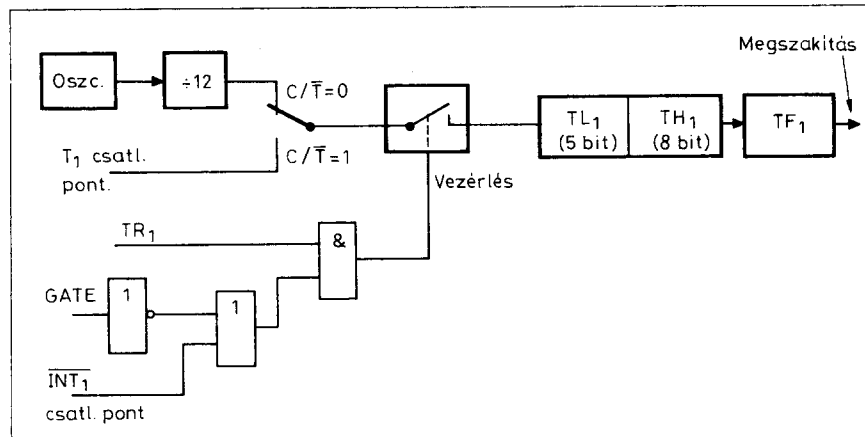 Megszakítás
Oszc.
÷12
C/T̅=0
T₁ csatl.
pont.
C/T̅=1
TL₁
(5 bit)
TH₁
(8 bit)
TF₁
Vezérlés
TR₁
&
GATE
1
1
I̅N̅T̅₁̅
csatl. pont